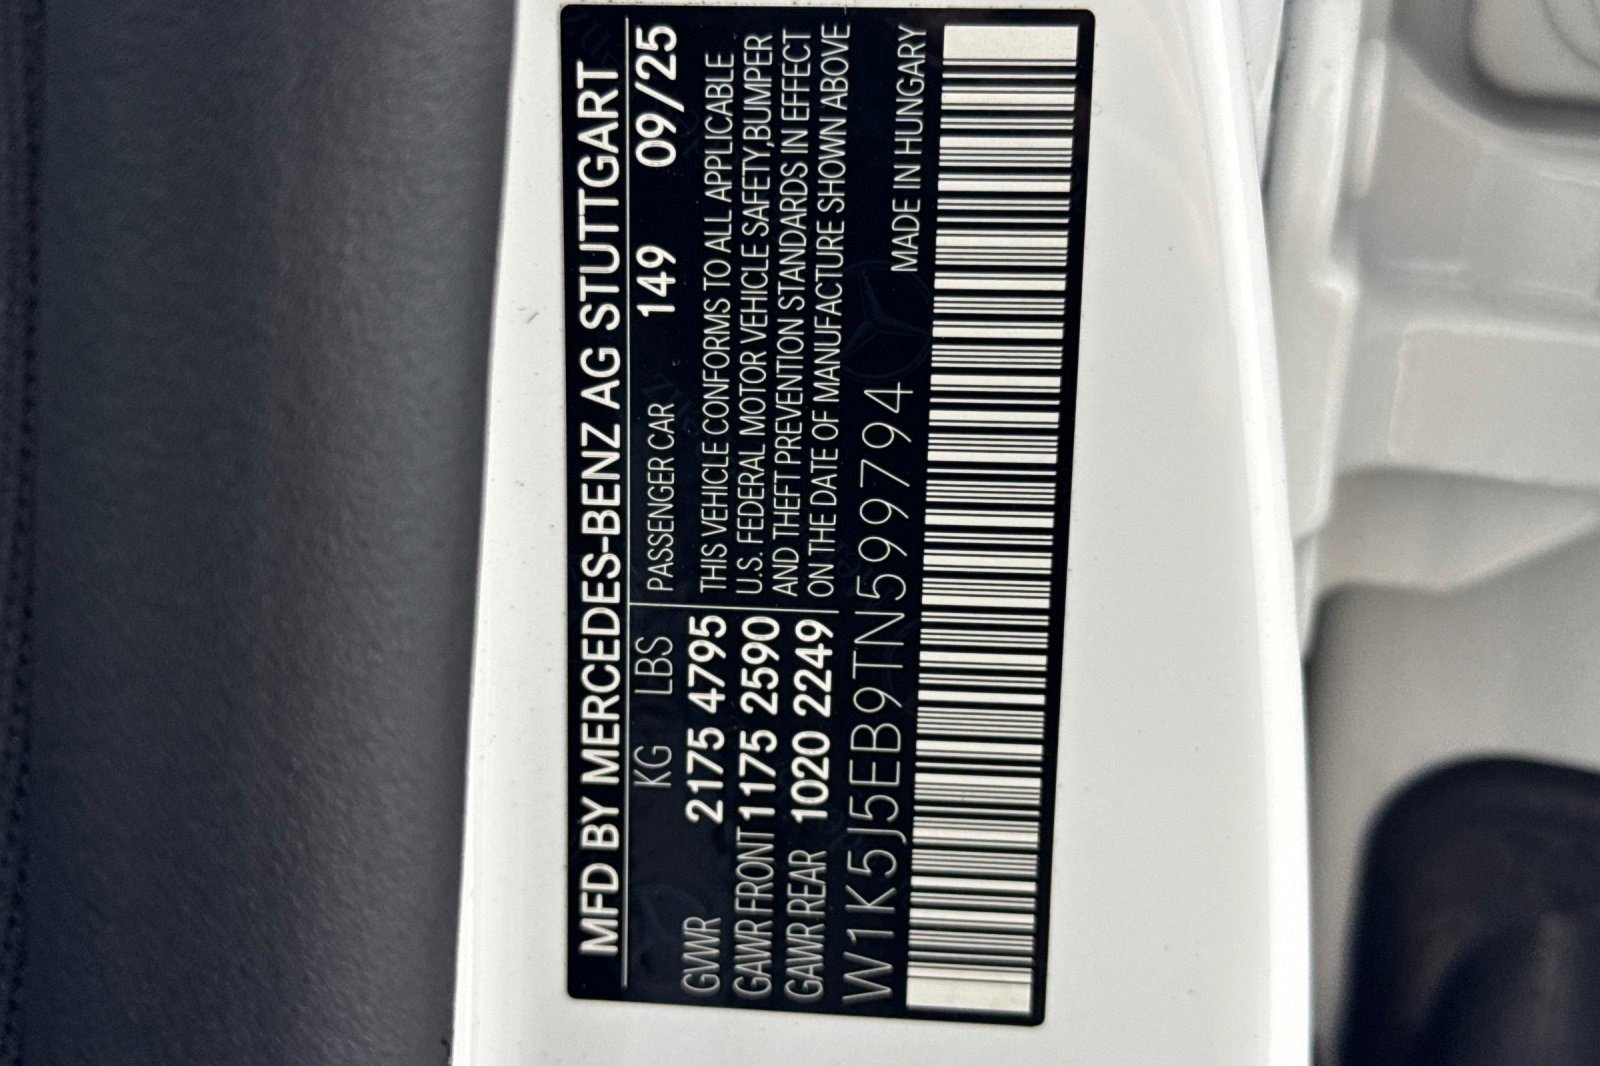 MFD BY MERCEDES-BENZ AG STUTTGART
KG LBS PASSENGER CAR 149 09/25
GVWR 2175 4795
GAWR FRONT 1175 2590
GAWR REAR 1020 2249
THIS VEHICLE CONFORMS TO ALL APPLICABLE
U.S. FEDERAL MOTOR VEHICLE SAFETY,BUMPER
AND THEFT PREVENTION STANDARDS IN EFFECT
ON THE DATE OF MANUFACTURE SHOWN ABOVE
W1K5J5EB9TN599794 MADE IN HUNGARY